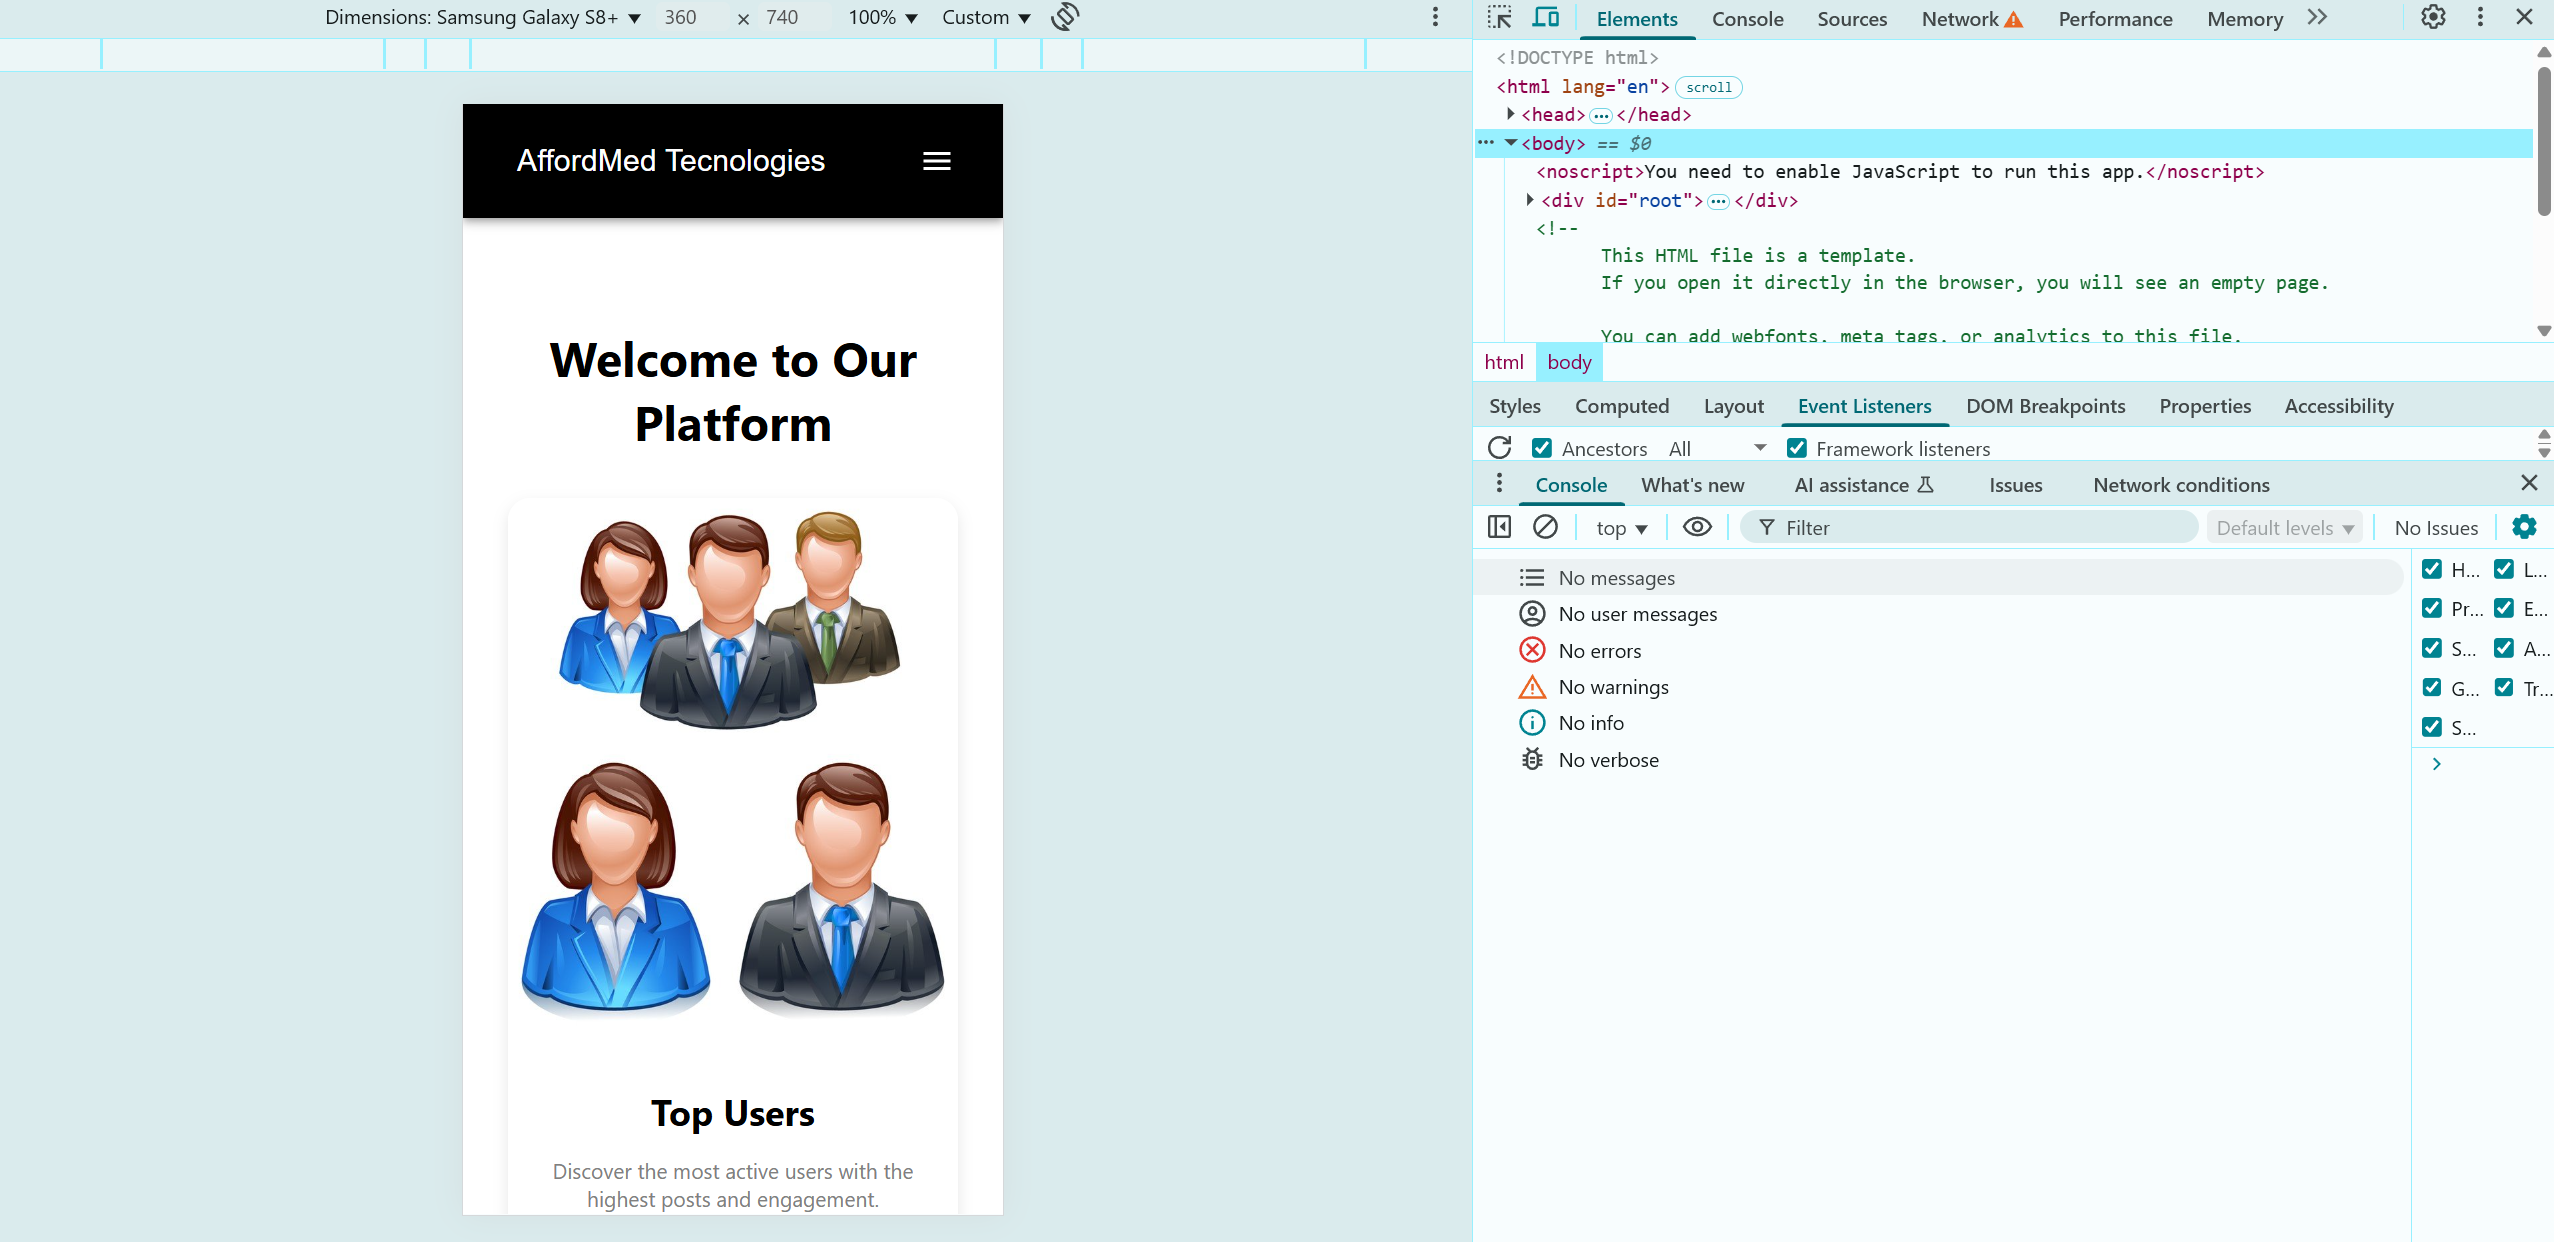 Dimensions: Samsung Galaxy S8+ ▼ 360 × 740 100% ▼ Custom ▼
AffordMed Tecnologies
Welcome to Our
Platform
Top Users
Discover the most active users with the
highest posts and engagement.
Elements Console Sources Network Performance Memory
<!DOCTYPE html>
<html lang="en"> scroll
<head>…</head>
<body> == $0
<noscript>You need to enable JavaScript to run this app.</noscript>
<div id="root">…</div>
<!--
This HTML file is a template.
If you open it directly in the browser, you will see an empty page.
You can add webfonts, meta tags, or analytics to this file.
html body
Styles Computed Layout Event Listeners DOM Breakpoints Properties Accessibility
Ancestors All Framework listeners
Console What's new AI assistance Issues Network conditions
top ▼ Filter Default levels ▼ No Issues
No messages
No user messages
No errors
No warnings
No info
No verbose
H... L...
Pr... E...
S... A...
G... Tr...
S...